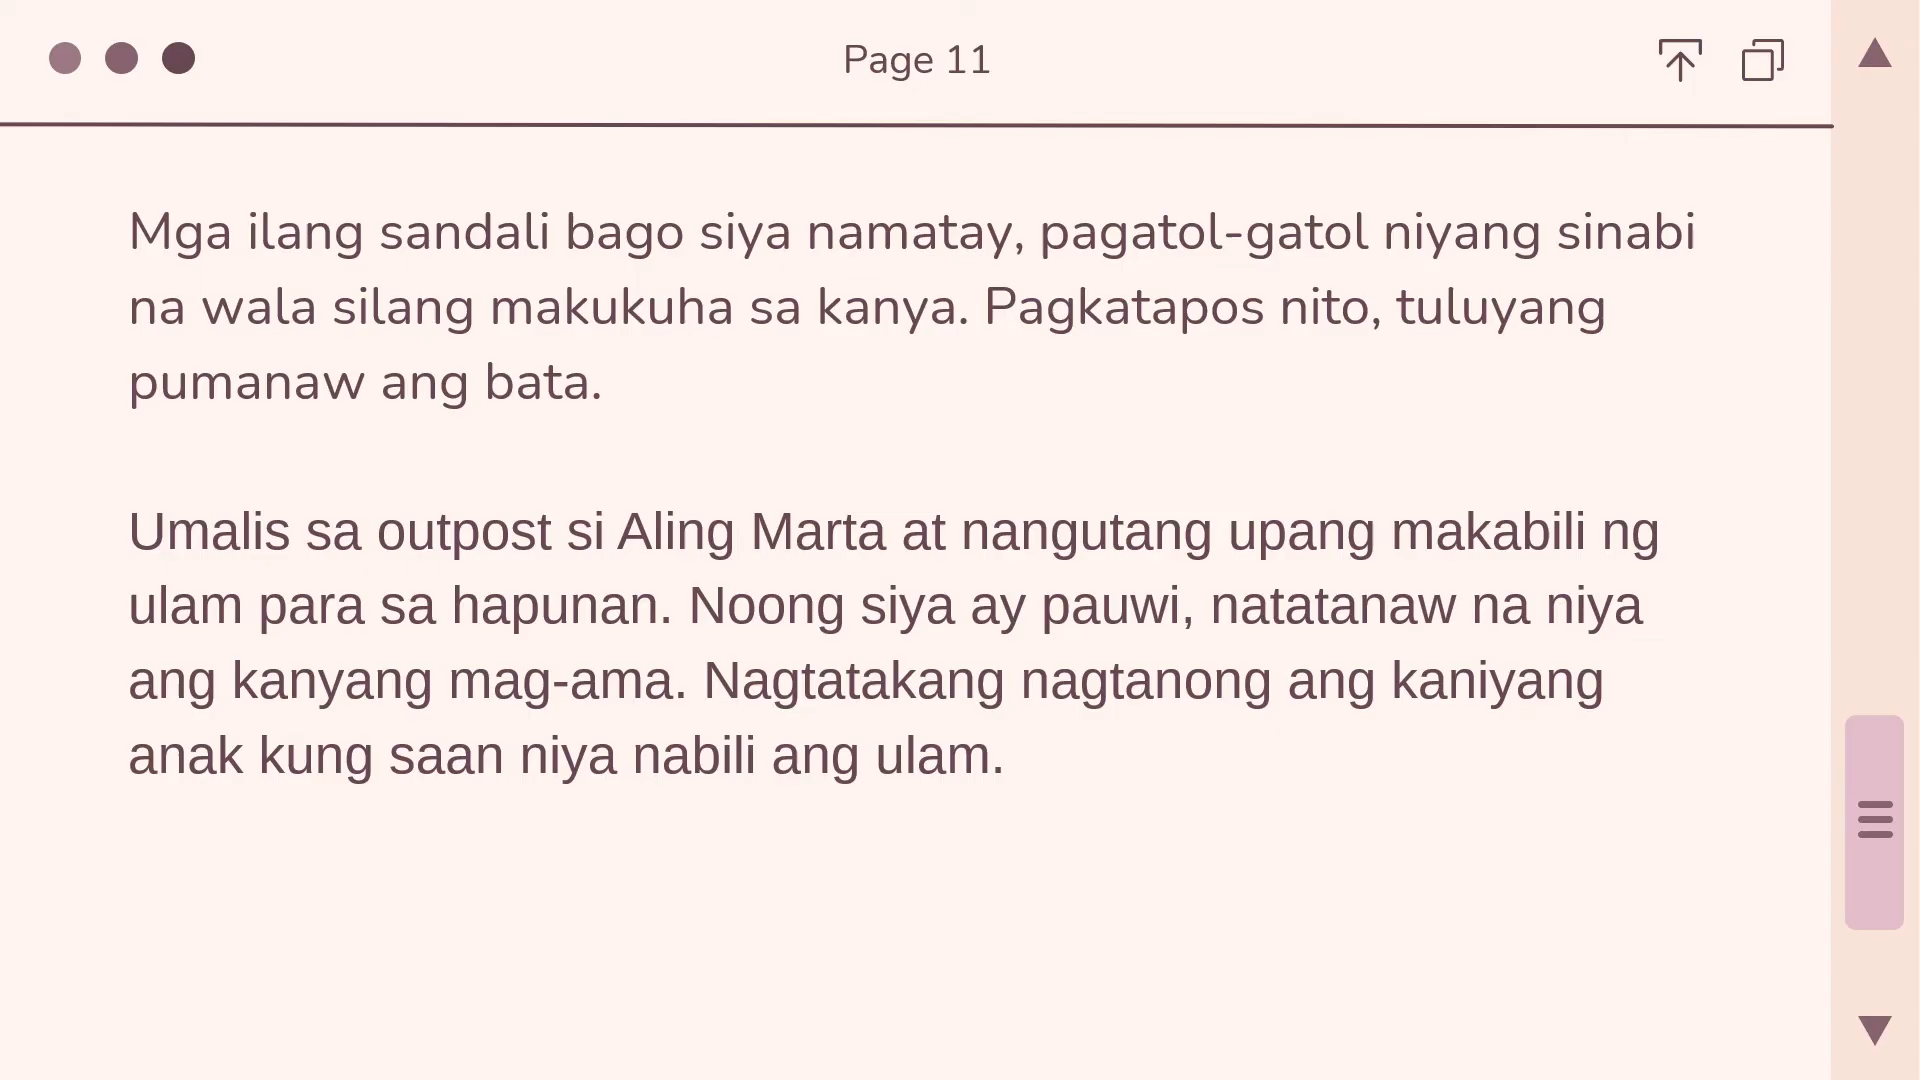 Page 11
Mga ilang sandali bago siya namatay, pagatol-gatol niyang sinabi
na wala silang makukuha sa kanya. Pagkatapos nito, tuluyang
pumanaw ang bata.
Umalis sa outpost si Aling Marta at nangutang upang makabili ng
ulam para sa hapunan. Noong siya ay pauwi, natatanaw na niya
ang kanyang mag-ama. Nagtatakang nagtanong ang kaniyang
anak kung saan niya nabili ang ulam.